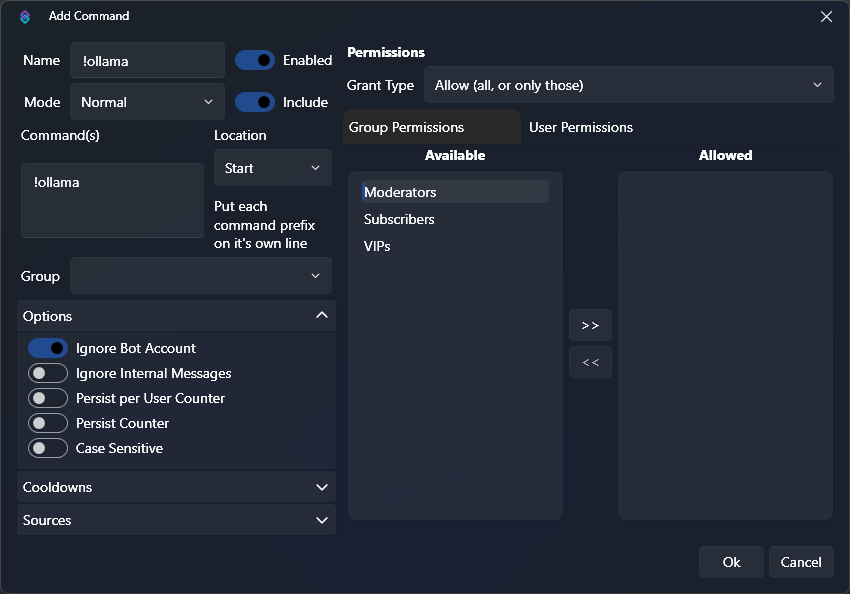 Add Command
Name
!ollama
Enabled
Mode
Normal
Include
Command(s)
Location
!ollama
Start
Put each
command prefix
on it's own line
Group
Options
Ignore Bot Account
Ignore Internal Messages
Persist per User Counter
Persist Counter
Case Sensitive
Cooldowns
Sources
Permissions
Grant Type
Allow (all, or only those)
Group Permissions
User Permissions
Available
Allowed
Moderators
Subscribers
VIPs
>>
<<
Ok
Cancel